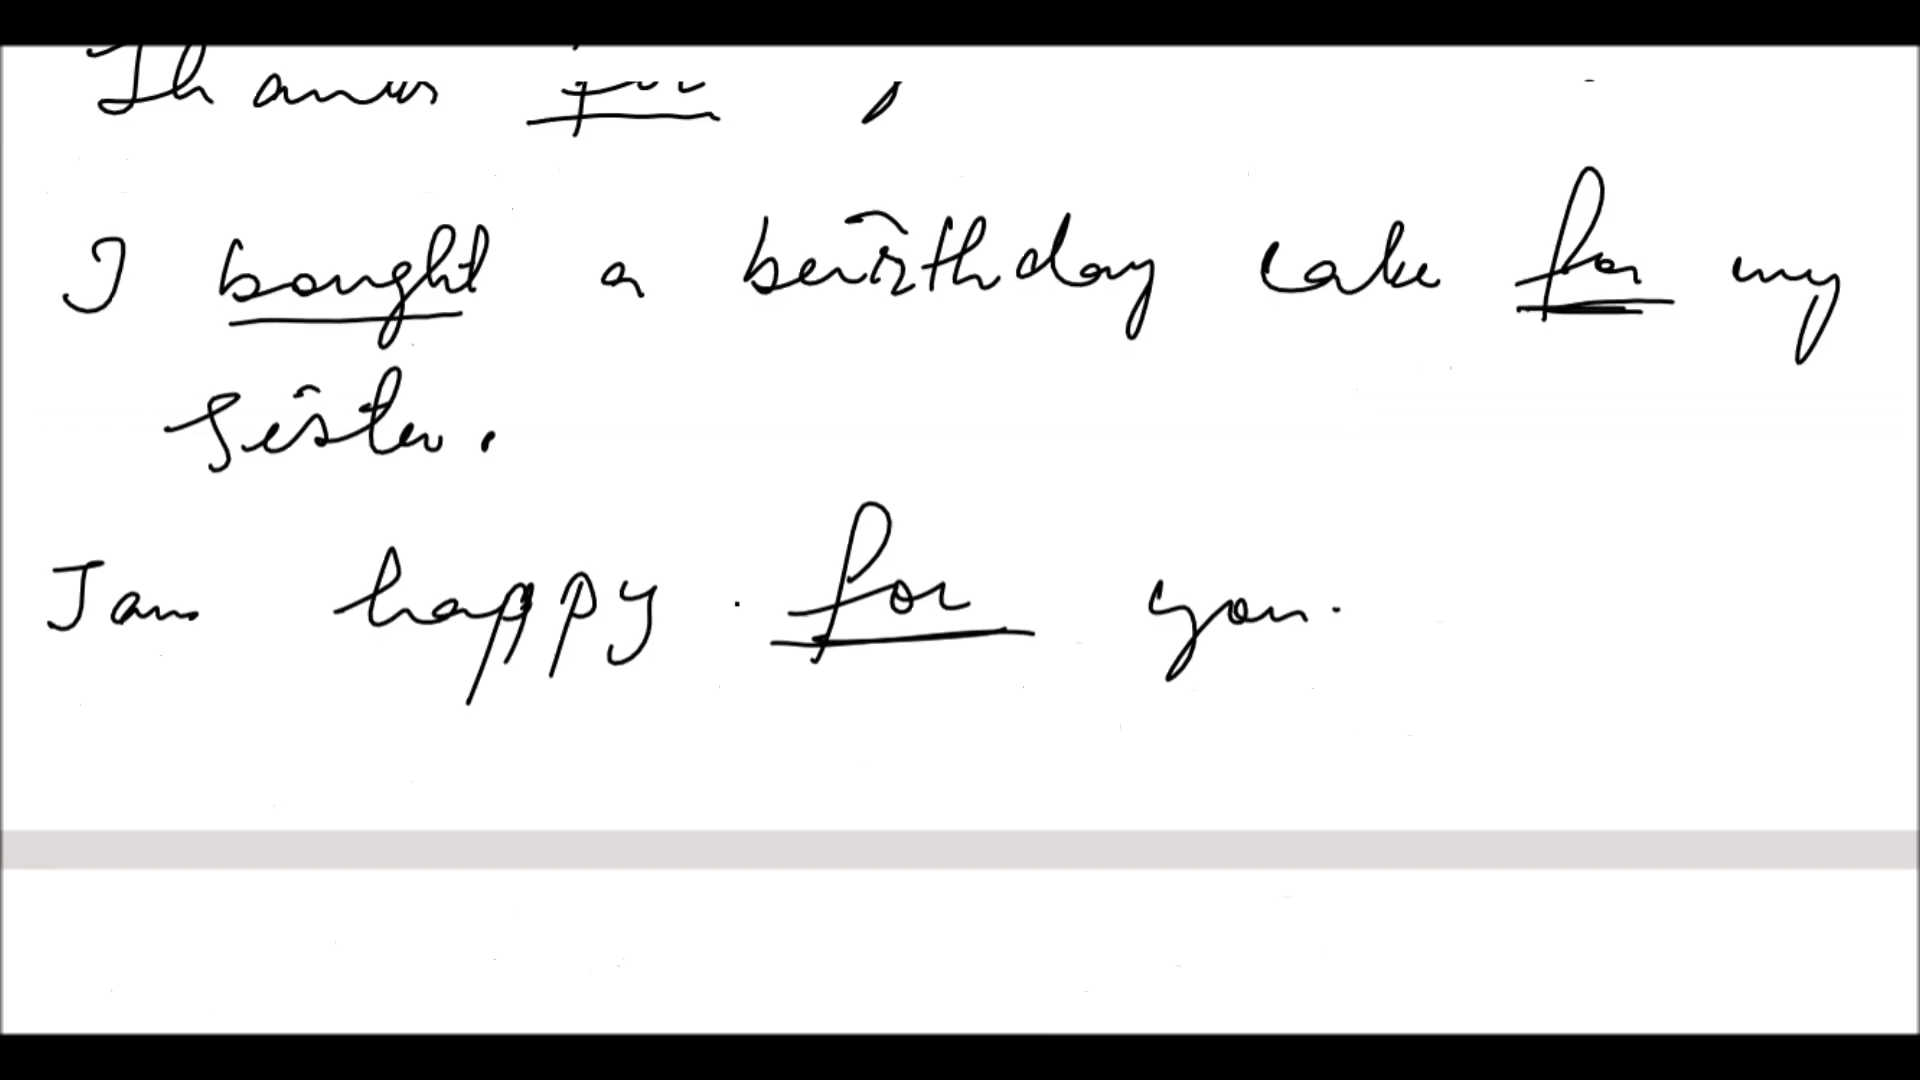 Thanks for
I bought a birthday cake for my
sister.
I am happy for you.